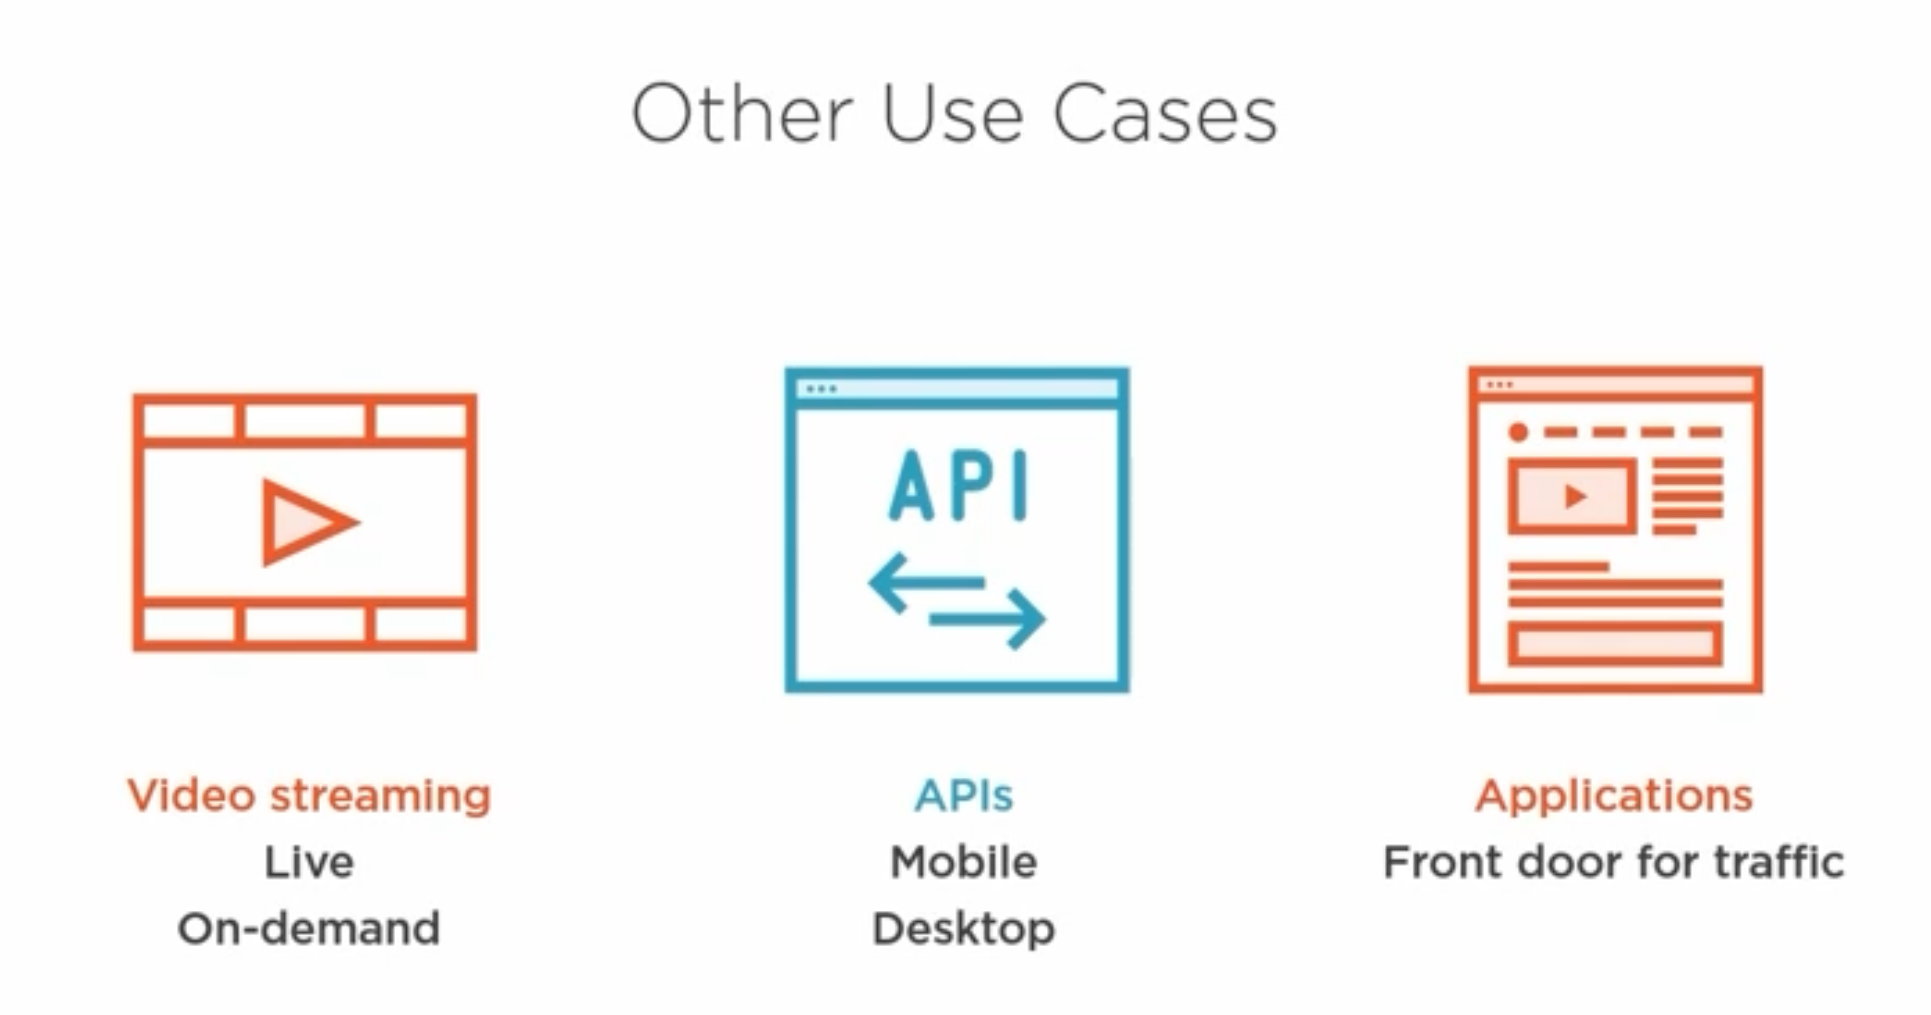 Other Use Cases
API
Video streaming
Live
On-demand
APIs
Mobile
Desktop
Applications
Front door for traffic